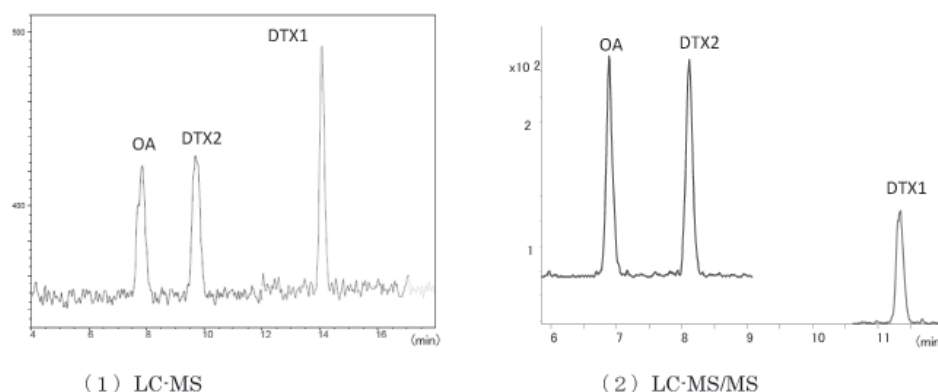 500
DTX1
OA
DTX2
400
4
6
8
10
12
14
16
(min)
(1) LC-MS
OA
DTX2
x10 2
2
DTX1
1
6
7
8
9
10
11
(min
(2) LC-MS/MS